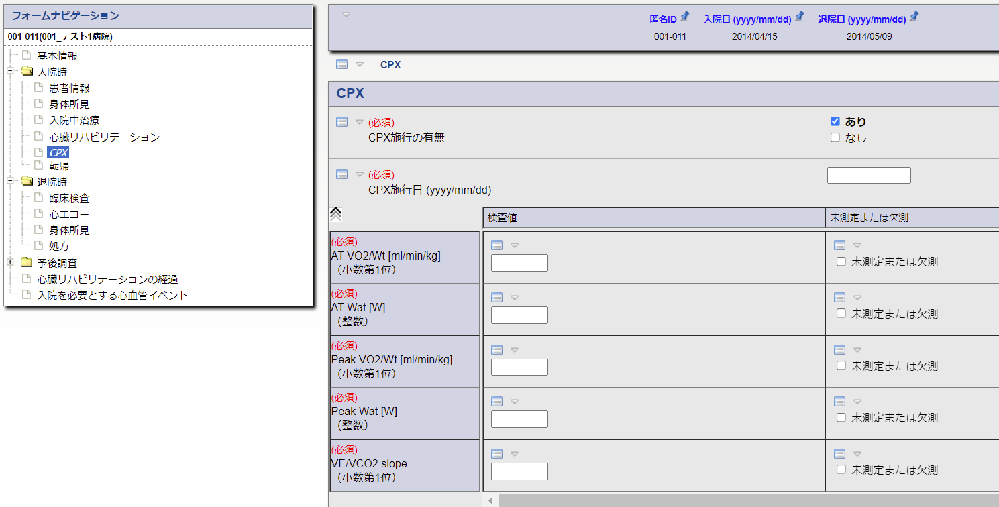 フォームナビゲーション
001-011(001_テスト1病院)
基本情報
入院時
患者情報
身体所見
入院中治療
心臓リハビリテーション
CPX
転帰
退院時
臨床検査
心エコー
身体所見
処方
予後調査
心臓リハビリテーションの経過
入院を必要とする心血管イベント
匿名ID 入院日 (yyyy/mm/dd) 退院日 (yyyy/mm/dd)
001-011 2014/04/15 2014/05/09
CPX
CPX
(必須) あり
CPX施行の有無 なし
(必須)
CPX施行日 (yyyy/mm/dd)
検査値 未測定または欠測
(必須)
AT VO2/Wt [ml/min/kg] 未測定または欠測
（小数第1位）
(必須)
AT Wat [W] 未測定または欠測
（整数）
(必須)
Peak VO2/Wt [ml/min/kg] 未測定または欠測
（小数第1位）
(必須)
Peak Wat [W] 未測定または欠測
（整数）
(必須)
VE/VCO2 slope 未測定または欠測
（小数第1位）